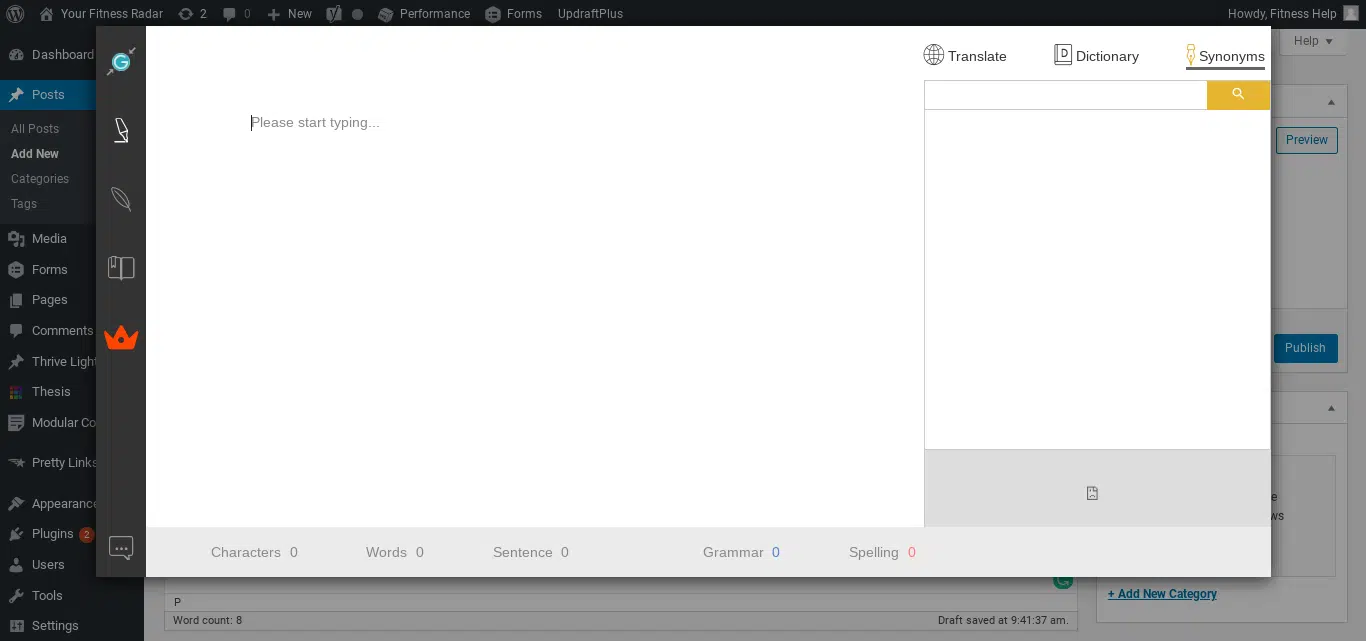 Your Fitness Radar 2 0 New Performance Forms UpdraftPlus Howdy, Fitness Help
Help
Dashboard
Posts
All Posts
Add New
Categories
Tags
Media
Forms
Pages
Comments
Thrive Ligh
Thesis
Modular Co
Pretty Links
Appearance
Plugins 2
Users
Tools
Settings
Translate Dictionary Synonyms
Please start typing...
Preview
Publish
Characters 0 Words 0 Sentence 0 Grammar 0 Spelling 0
+ Add New Category
P
Word count: 8 Draft saved at 9:41:37 am.